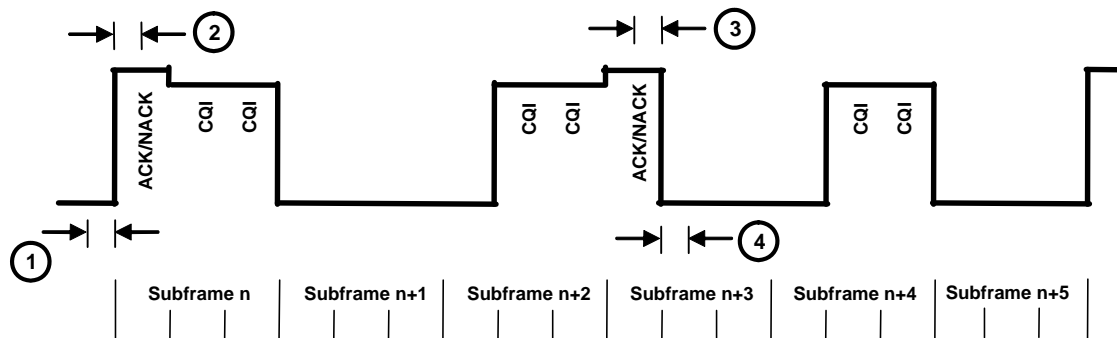 2
3
ACK/NACK
CQI
CQI
CQI
CQI
ACK/NACK
CQI
CQI
1
4
Subframe n
Subframe n+1
Subframe n+2
Subframe n+3
Subframe n+4
Subframe n+5